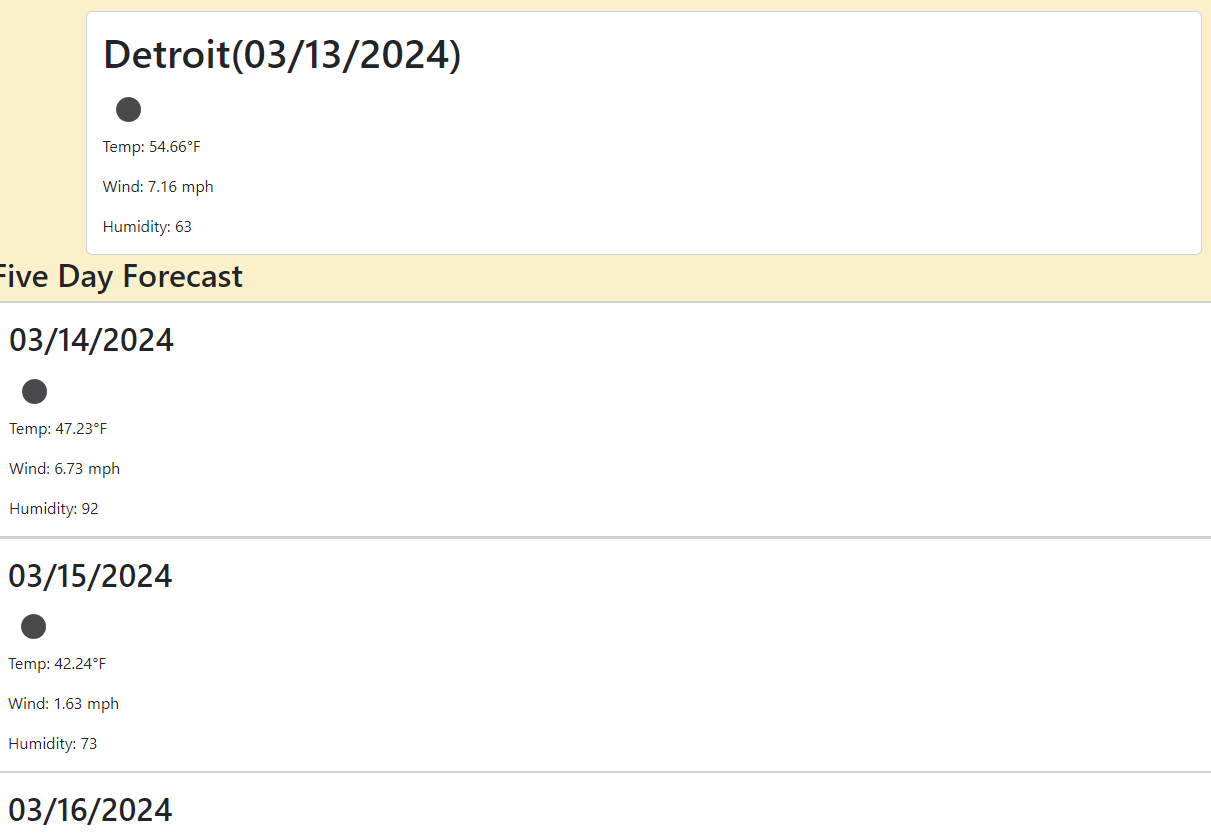 Detroit(03/13/2024)
Temp: 54.66°F
Wind: 7.16 mph
Humidity: 63
Five Day Forecast
03/14/2024
Temp: 47.23°F
Wind: 6.73 mph
Humidity: 92
03/15/2024
Temp: 42.24°F
Wind: 1.63 mph
Humidity: 73
03/16/2024